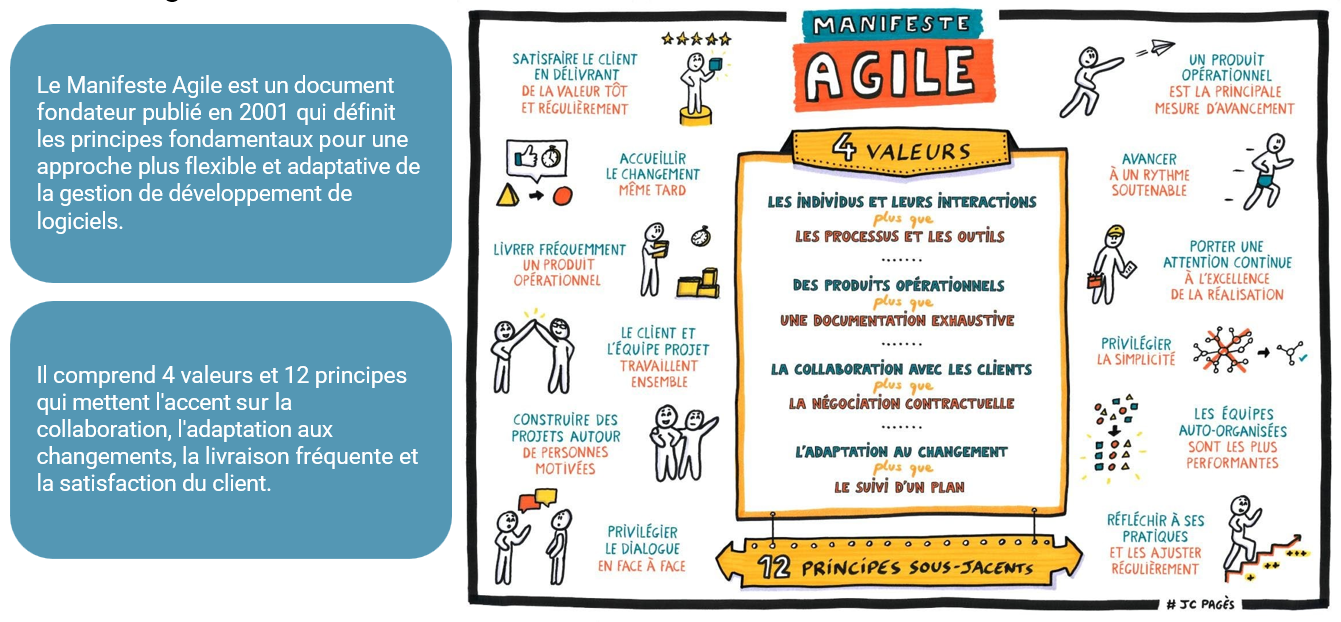 Le Manifeste Agile est un document
fondateur publié en 2001 qui définit
les principes fondamentaux pour une
approche plus flexible et adaptative de
la gestion de développement de
logiciels.
Il comprend 4 valeurs et 12 principes
qui mettent l'accent sur la
collaboration, l'adaptation aux
changements, la livraison fréquente et
la satisfaction du client.
MANIFESTE
AGILE
SATISFAIRE LE CLIENT
EN DÉLIVRANT
DE LA VALEUR TÔT
ET RÉGULIÈREMENT
ACCUEILLIR
LE CHANGEMENT
MÊME TARD
LIVRER FRÉQUEMMENT
UN PRODUIT
OPÉRATIONNEL
LE CLIENT ET
L'ÉQUIPE PROJET
TRAVAILLENT
ENSEMBLE
CONSTRUIRE DES
PROJETS AUTOUR
DE PERSONNES
MOTIVÉES
PRIVILÉGIER
LE DIALOGUE
EN FACE À FACE
4 VALEURS
LES INDIVIDUS ET LEURS INTERACTIONS
plus que
LES PROCESSUS ET LES OUTILS
DES PRODUITS OPÉRATIONNELS
plus que
UNE DOCUMENTATION EXHAUSTIVE
LA COLLABORATION AVEC LES CLIENTS
plus que
LA NÉGOCIATION CONTRACTUELLE
L'ADAPTATION AU CHANGEMENT
plus que
LE SUIVI D'UN PLAN
12 PRINCIPES SOUS-JACENTS
UN PRODUIT
OPÉRATIONNEL
EST LA PRINCIPALE
MESURE D'AVANCEMENT
AVANCER
À UN RYTHME
SOUTENABLE
PORTER UNE
ATTENTION CONTINUE
À L'EXCELLENCE
DE LA RÉALISATION
PRIVILÉGIER
LA SIMPLICITÉ
LES ÉQUIPES
AUTO-ORGANISÉES
SONT LES PLUS
PERFORMANTES
RÉFLÉCHIR À SES
PRATIQUES
ET LES AJUSTER
RÉGULIÈREMENT
# JC PAGÈS